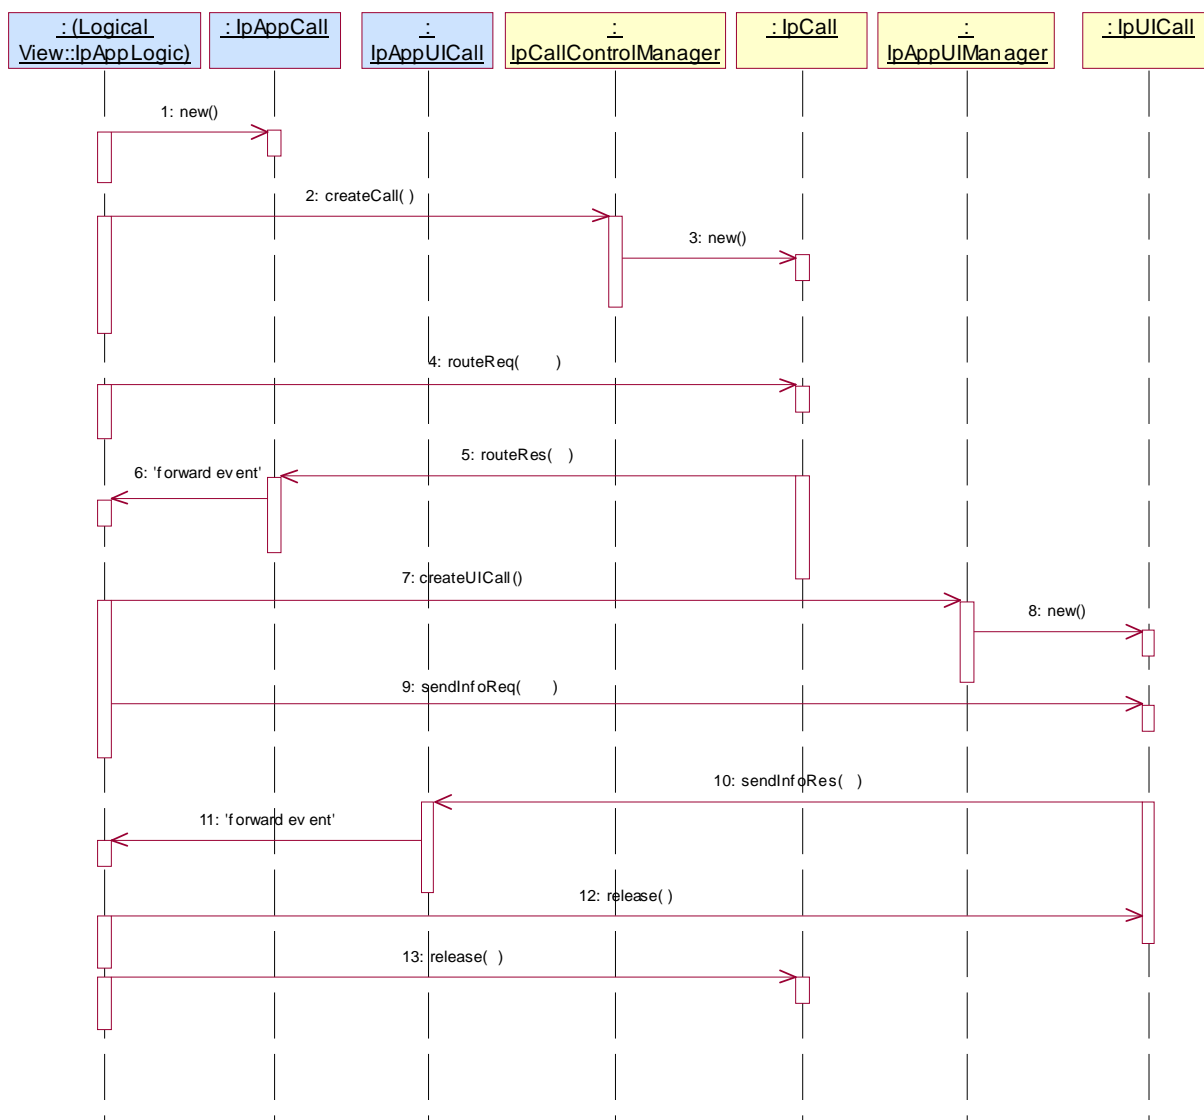 : (Logical
View::IpAppLogic)
: IpAppCall
:
IpAppUICall
:
IpCallControlManager
: IpCall
:
IpAppUIManager
: IpUICall
1: new()
2: createCall( )
3: new()
4: routeReq( )
5: routeRes( )
6: 'forward event'
7: createUICall()
8: new()
9: sendInfoReq( )
10: sendInfoRes( )
11: 'forward event'
12: release( )
13: release( )